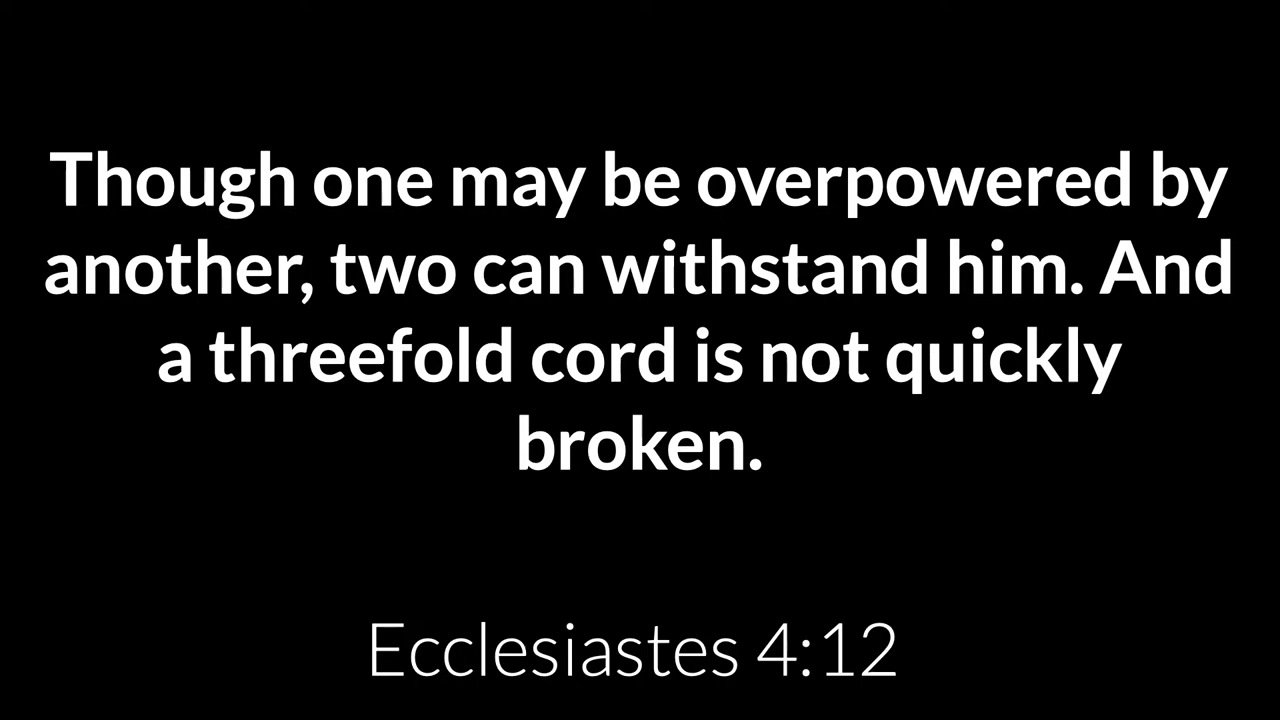 Though one may be overpowered by
another, two can withstand him. And
a threefold cord is not quickly
broken.
Ecclesiastes 4:12